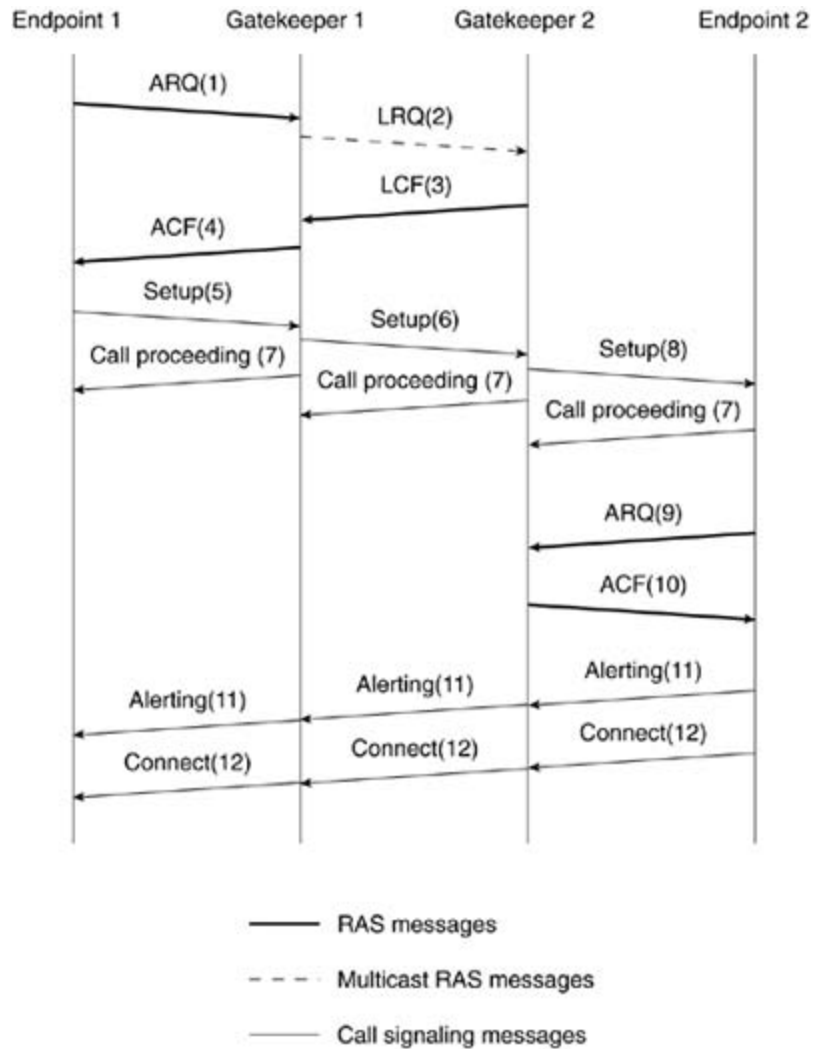 Endpoint 1 Gatekeeper 1 Gatekeeper 2 Endpoint 2
ARQ(1)
LRQ(2)
LCF(3)
ACF(4)
Setup(5)
Setup(6)
Setup(8)
Call proceeding (7)
Call proceeding (7)
Call proceeding (7)
ARQ(9)
ACF(10)
Alerting(11)
Alerting(11)
Alerting(11)
Connect(12)
Connect(12)
Connect(12)
RAS messages
Multicast RAS messages
Call signaling messages